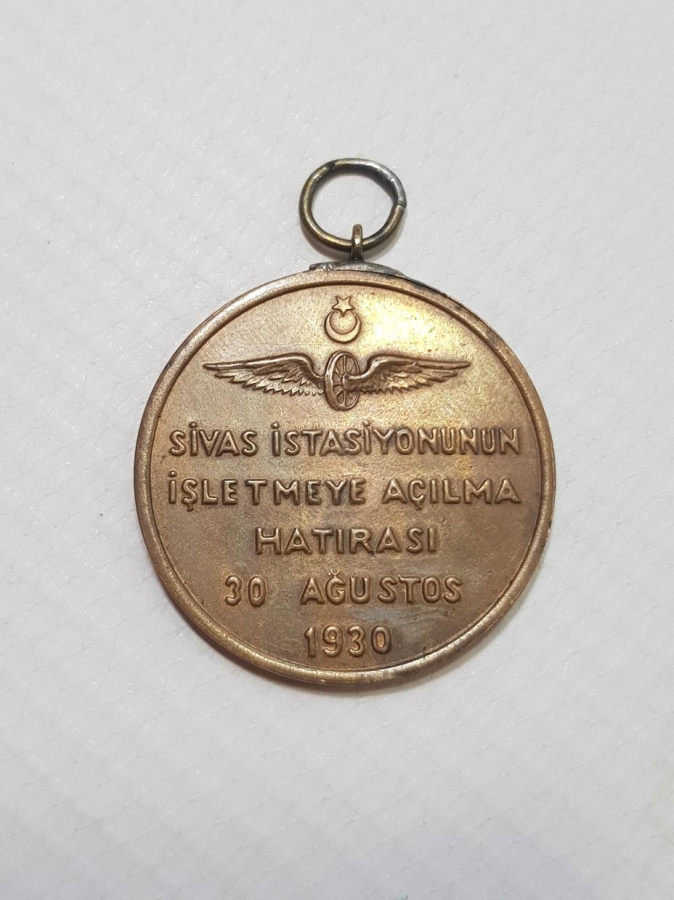 SİVAS İSTASİYONUNUN
İŞLETMEYE AÇILMA
HATIRASI
30 AĞUSTOS
1930